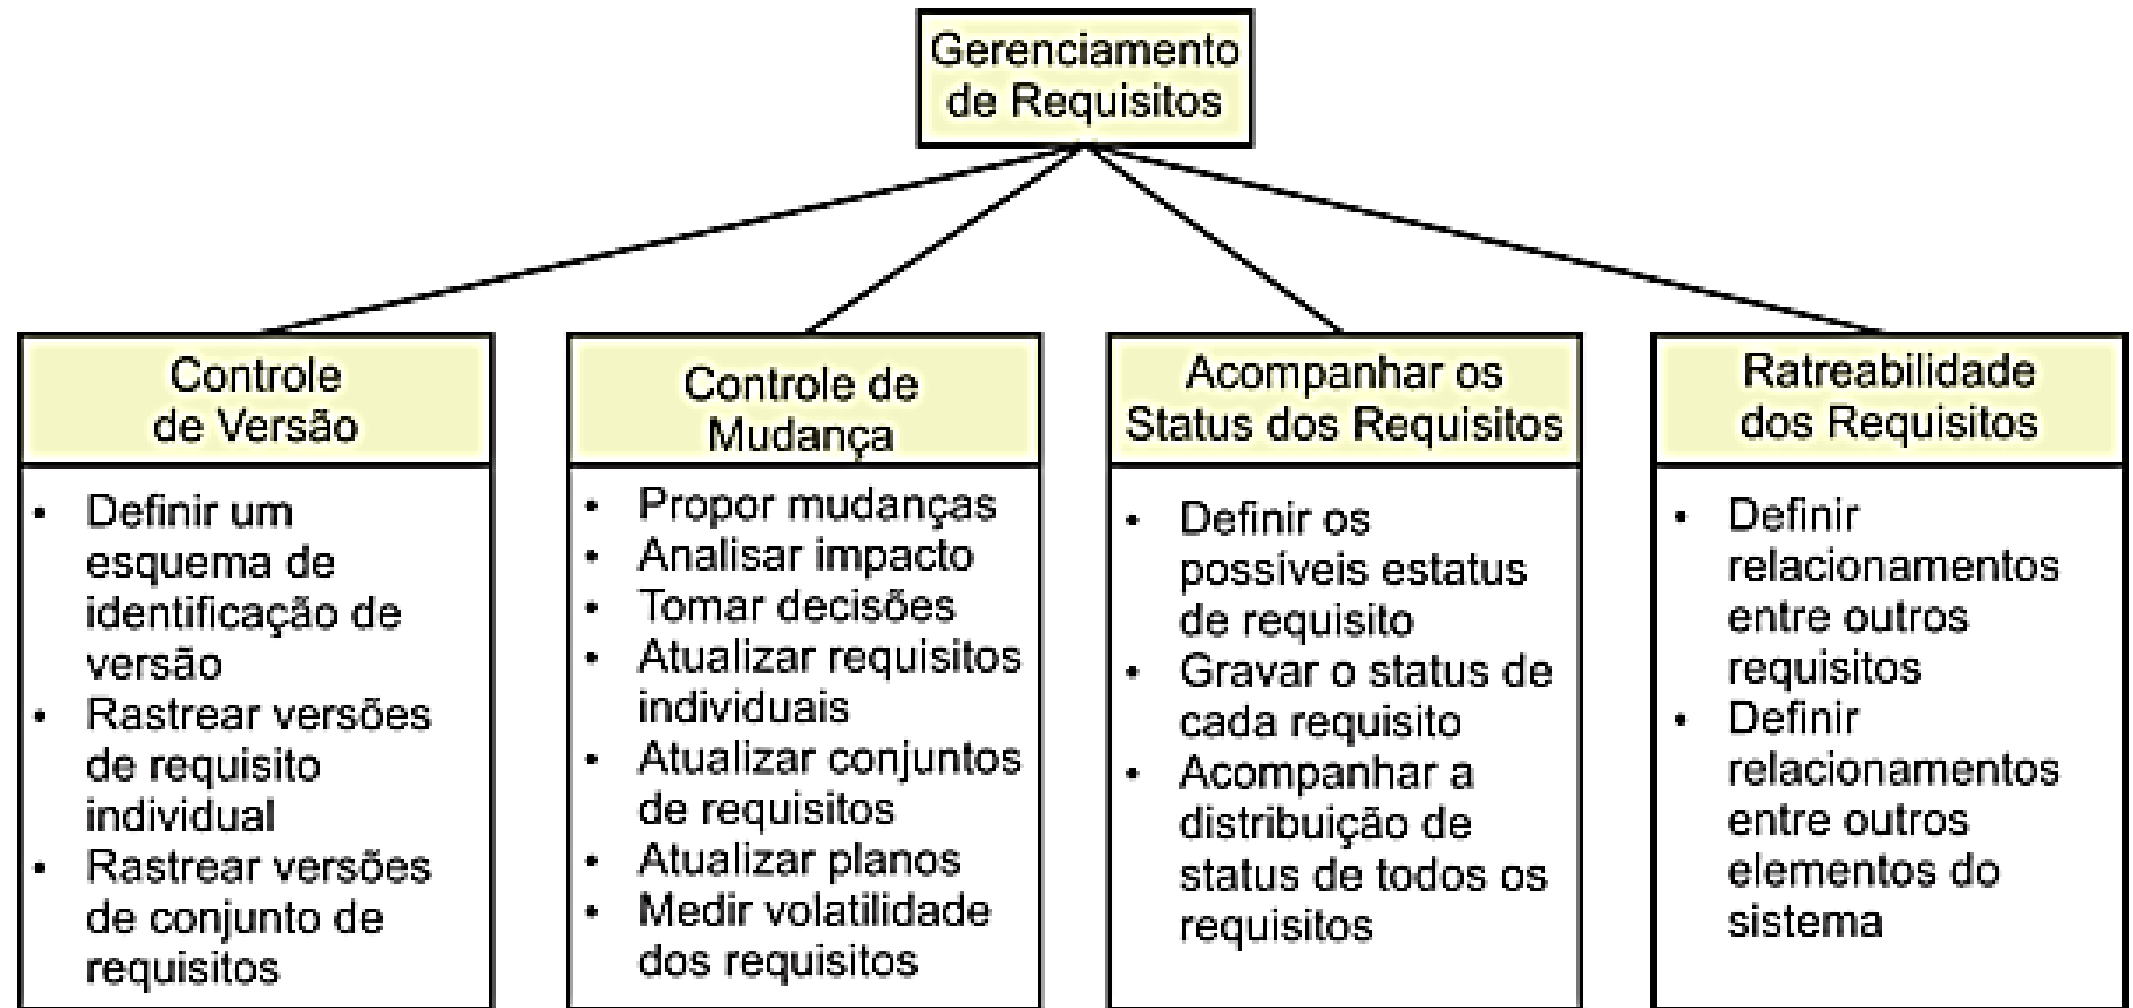 Gerenciamento
de Requisitos
Controle
de Versão
• Definir um
esquema de
identificação de
versão
• Rastrear versões
de requisito
individual
• Rastrear versões
de conjunto de
requisitos
Controle de
Mudança
• Propor mudanças
• Analisar impacto
• Tomar decisões
• Atualizar requisitos
individuais
• Atualizar conjuntos
de requisitos
• Atualizar planos
• Medir volatilidade
dos requisitos
Acompanhar os
Status dos Requisitos
• Definir os
possíveis estatus
de requisito
• Gravar o status de
cada requisito
• Acompanhar a
distribuição de
status de todos os
requisitos
Ratreabilidade
dos Requisitos
• Definir
relacionamentos
entre outros
requisitos
• Definir
relacionamentos
entre outros
elementos do
sistema